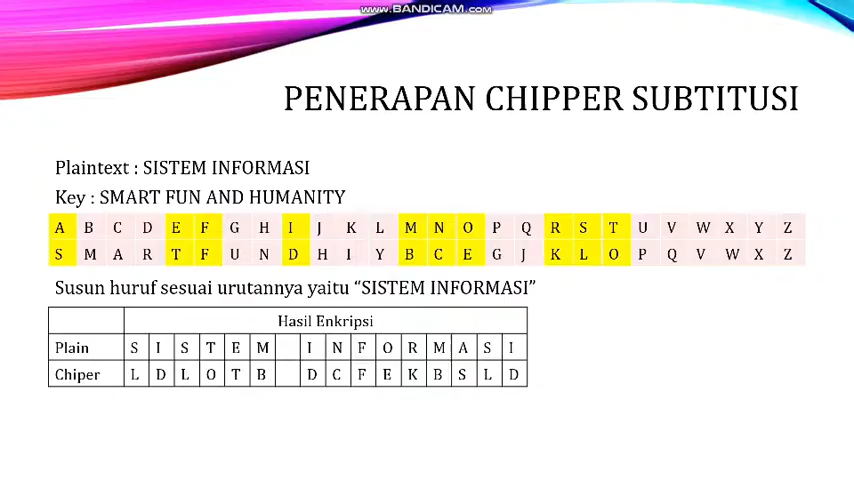 www.BANDICAM.com
PENERAPAN CHIPPER SUBTITUSI
Plaintext : SISTEM INFORMASI
Key : SMART FUN AND HUMANITY
A B C D E F G H I J K L M N O P Q R S T U V W X Y Z
S M A R T F U N D H I Y B C E G J K L O P Q V W X Z
Susun huruf sesuai urutannya yaitu “SISTEM INFORMASI”
Hasil Enkripsi
Plain S I S T E M I N F O R M A S I
Chiper L D L O T B D C F E K B S L D